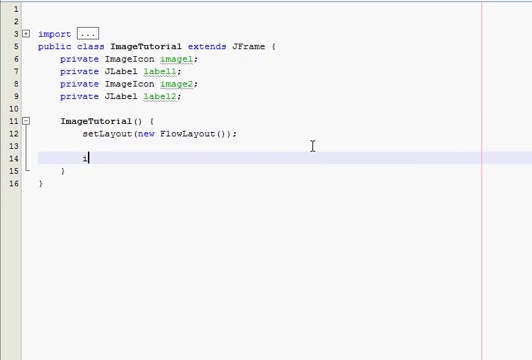 1
2
3 import ...
5 public class ImageTutorial extends JFrame {
6 private ImageIcon image1;
7 private JLabel label1;
8 private ImageIcon image2;
9 private JLabel label2;
10
11 ImageTutorial() {
12 setLayout(new FlowLayout());
13
14 i
15 }
16 }